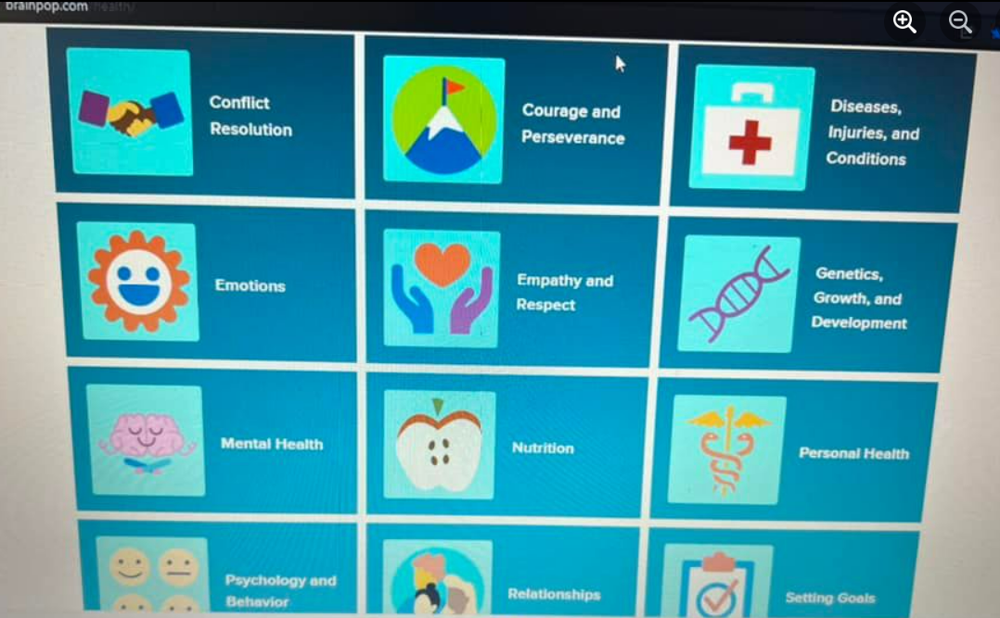 brainpop.com health/
Conflict
Resolution
Courage and
Perseverance
Diseases,
Injuries, and
Conditions
Emotions
Empathy and
Respect
Genetics,
Growth, and
Development
Mental Health
Nutrition
Personal Health
Psychology and
Behavior
Relationships
Setting Goals